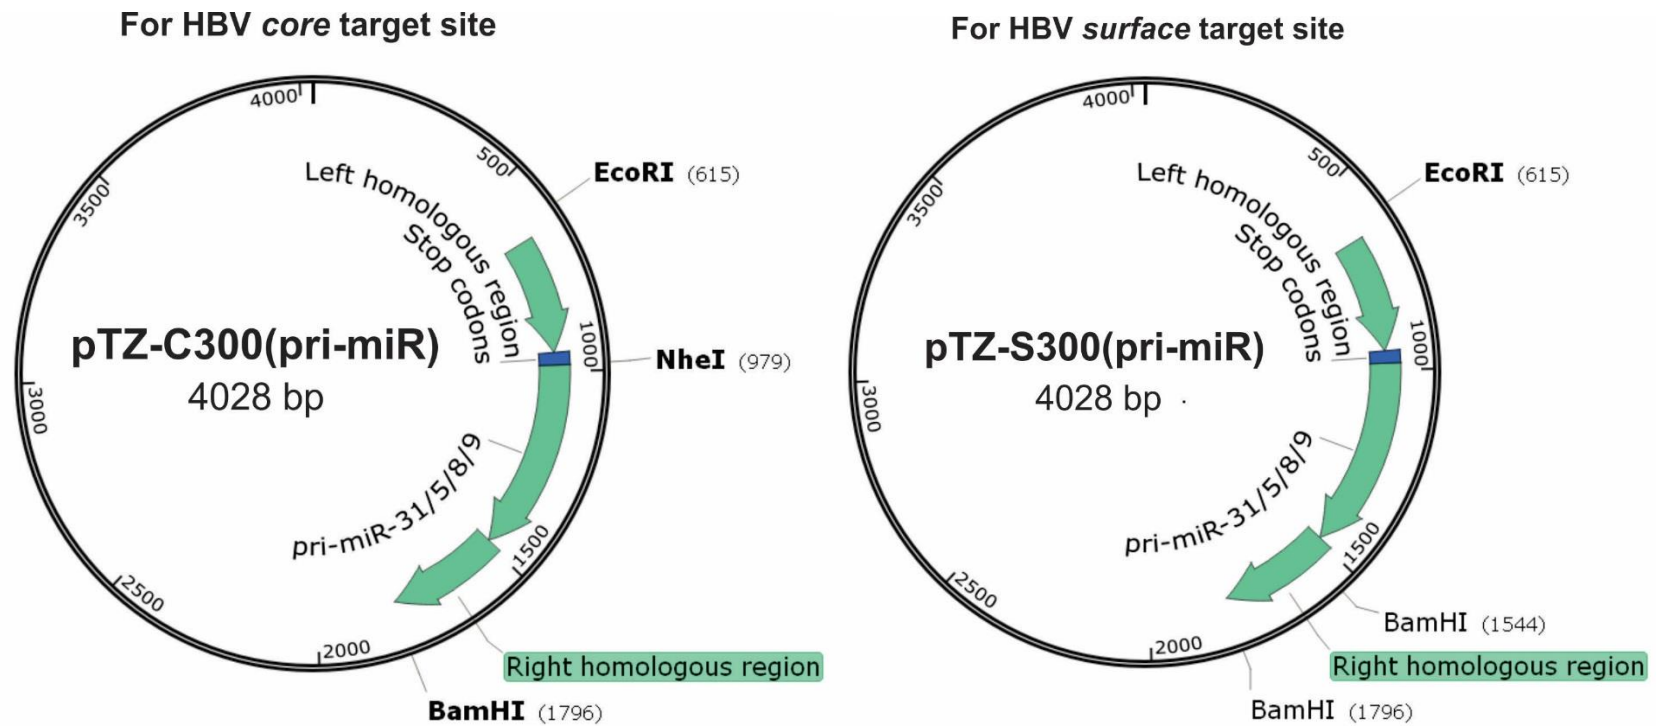 For HBV core target site
4000
500
1000
1500
2000
2500
3000
3500
EcoRI (615)
NheI (979)
BamHI (1796)
Left homologous region
Stop codons
pTZ-C300(pri-miR)
4028 bp
pri-miR-31/5/8/9
Right homologous region
For HBV surface target site
4000
500
1000
1500
2000
2500
3000
3500
EcoRI (615)
BamHI (1544)
BamHI (1796)
Left homologous region
Stop codons
pTZ-S300(pri-miR)
4028 bp
pri-miR-31/5/8/9
Right homologous region